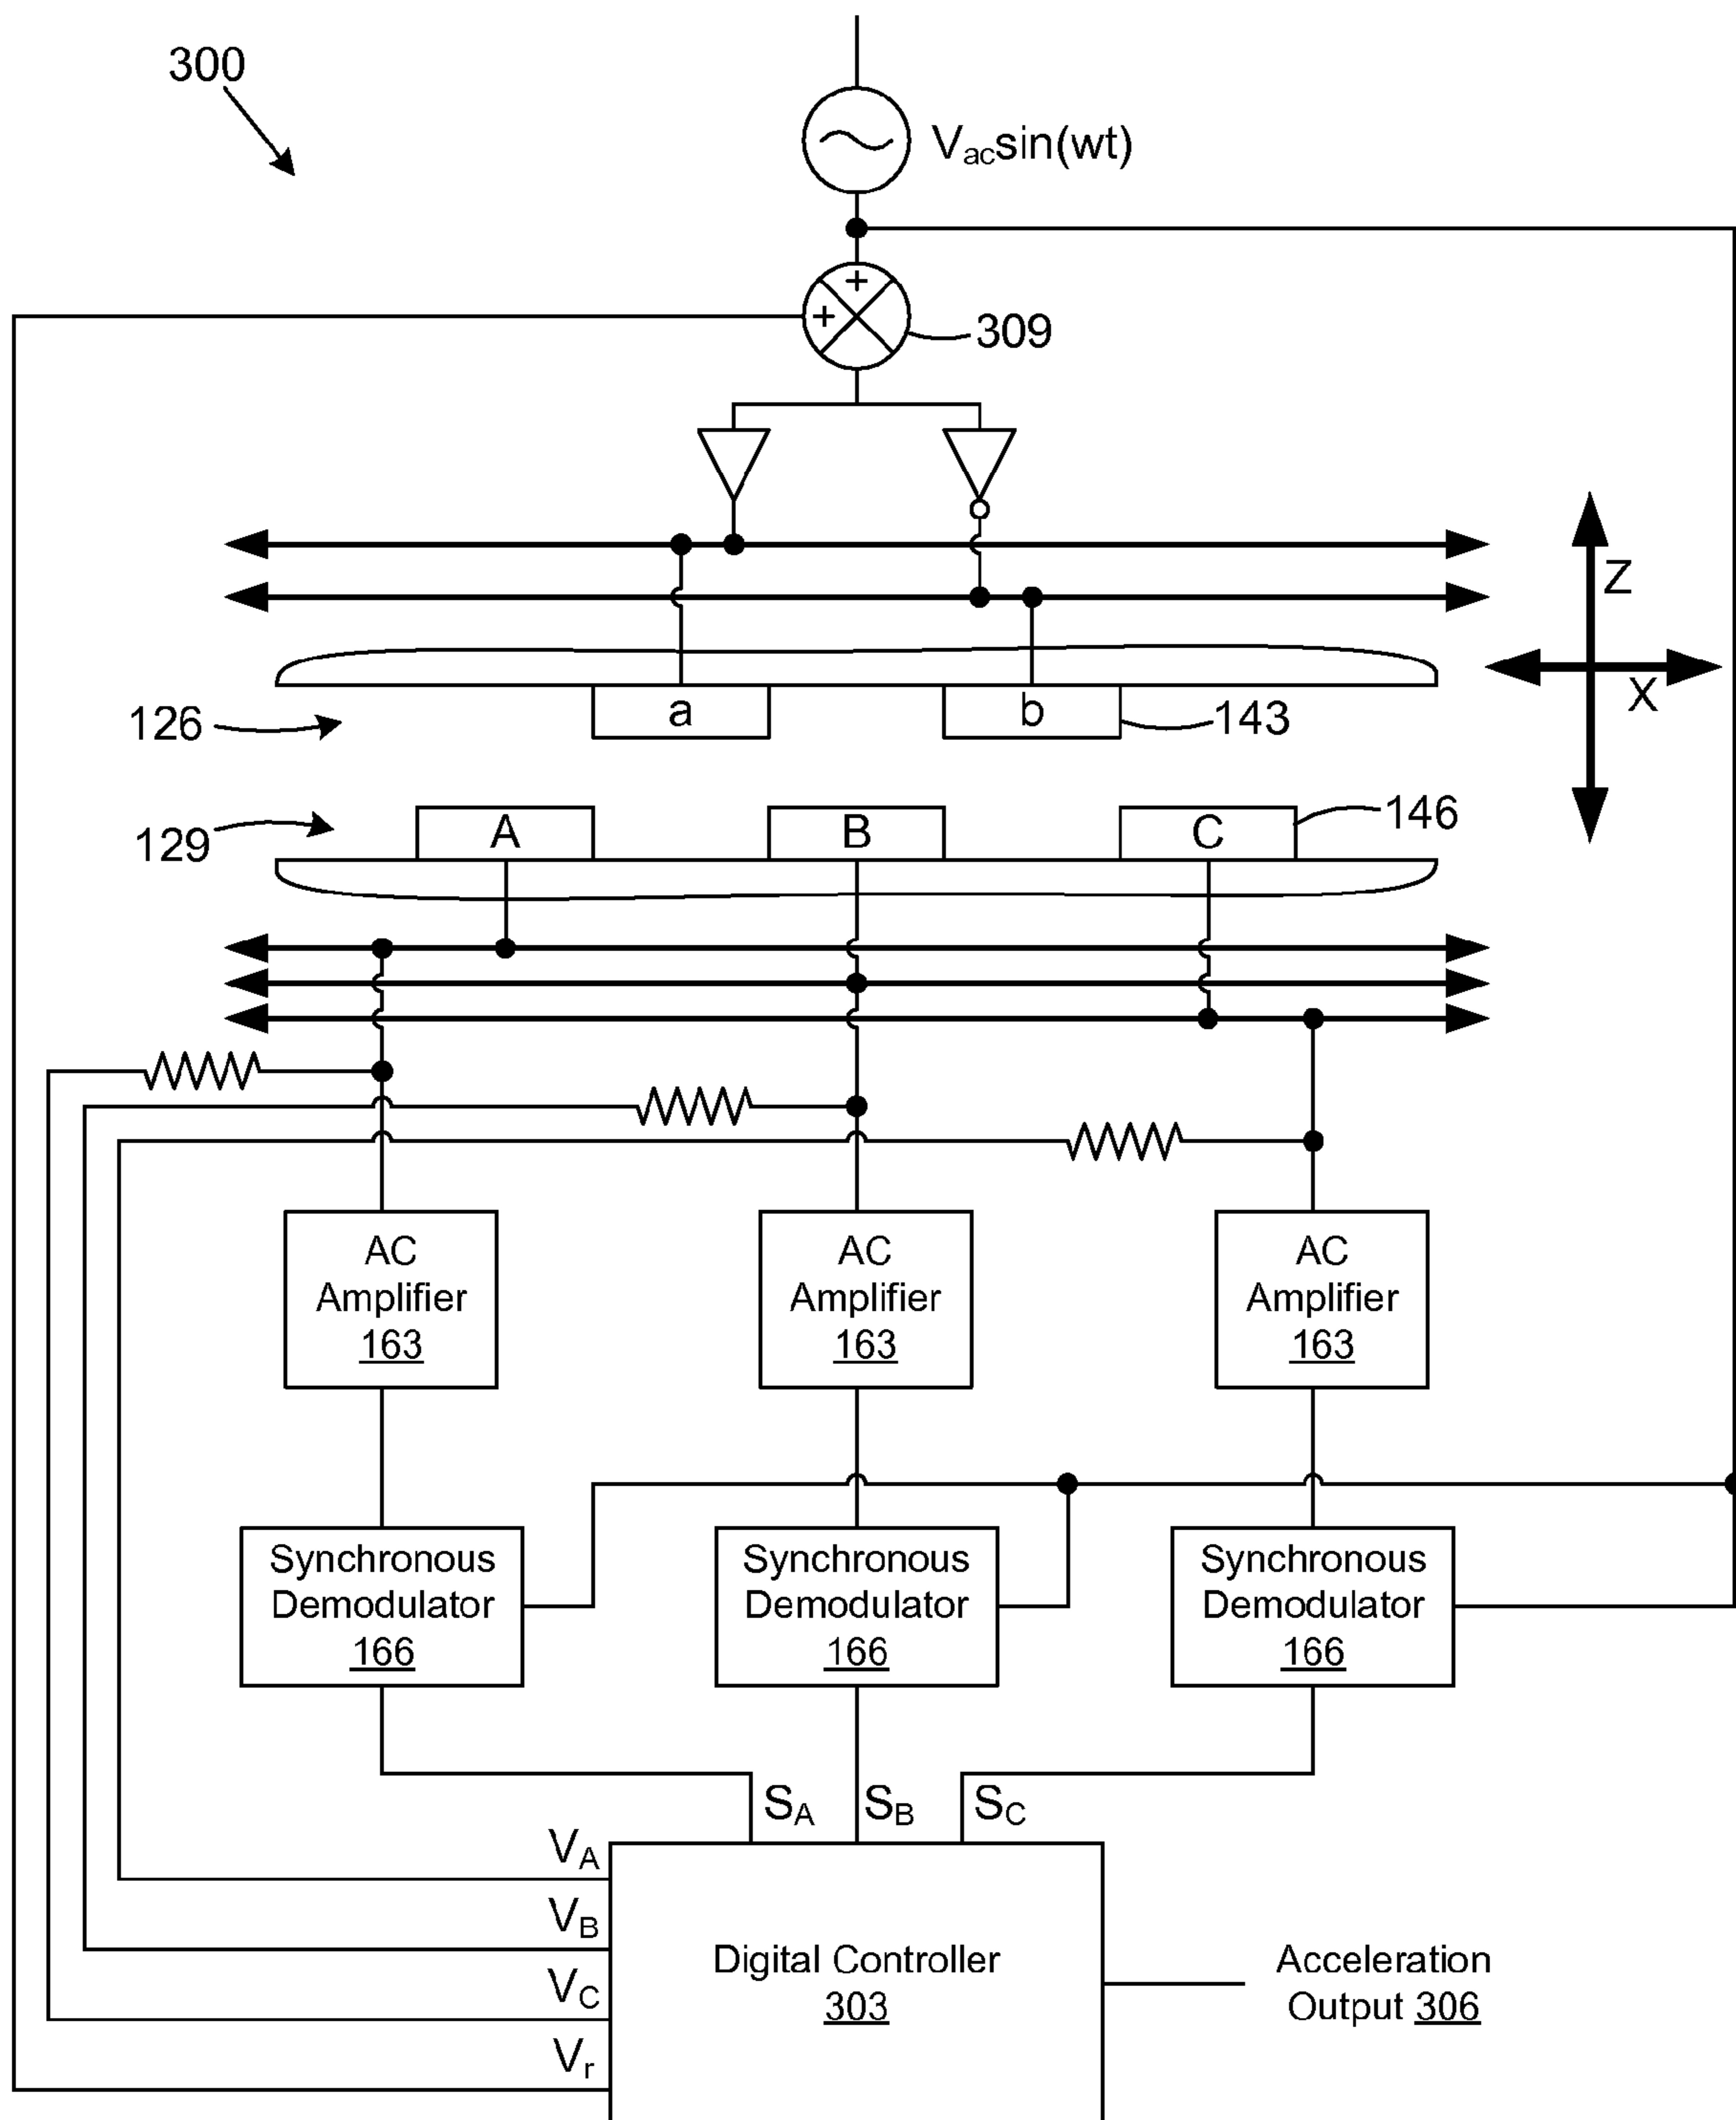 300
Vacsin(wt)
+
+
309
Z
X
126
a
b
143
129
A
B
C
146
AC
Amplifier
163
AC
Amplifier
163
AC
Amplifier
163
Synchronous
Demodulator
166
Synchronous
Demodulator
166
Synchronous
Demodulator
166
SA
SB
SC
VA
VB
VC
Vr
Digital Controller
303
Acceleration
Output 306